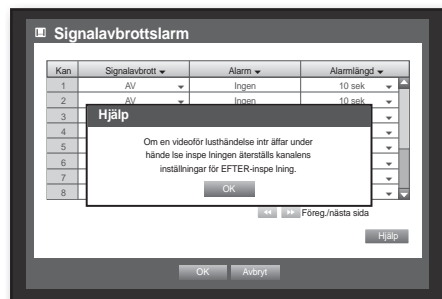 Signalavbrottslarm
Kan Signalavbrott Alarm Alarmlängd
1 AV Ingen 10 sek
2 AV Ingen 10 sek
3
Hjälp
4
5
6
7
8
Om en videoför lusthändelse intr äffar under
hände lse inspe lningen återställs kanalens
inställningar för EFTER-inspe lning.
OK
Föreg./nästa sida
Hjälp
OK Avbryt